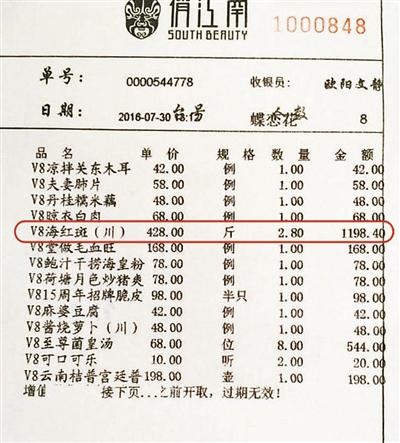 俏江南
SOUTH BEAUTY
1000848
单号： 0000544778 收银员： 欧阳文静
日期： 2016-07-30 台号 蝶恋花 8
品名 单价 规格 数量 金额
V8凉拌关东木耳 42.00 例 1.00 42.00
V8夫妻肺片 58.00 例 1.00 58.00
V8丹桂糯米藕 48.00 例 1.00 48.00
V8晾衣白肉 68.00 例 1.00 68.00
V8海红斑（川） 428.00 斤 2.80 1198.40
V8堂做毛血旺 168.00 例 1.00 168.00
V8鲍汁干捞海皇粉 78.00 例 1.00 78.00
V8荷塘月色炒猪爽 78.00 例 1.00 78.00
V815周年招牌脆皮 98.00 半只 1.00 98.00
V8麻婆豆腐 42.00 例 1.00 42.00
V8酱烧萝卜（川） 48.00 例 1.00 48.00
V8至尊菌皇汤 68.00 位 8.00 544.00
V8可口可乐 10.00 听 2.00 20.00
V8云南桔普宫廷普 198.00 壶 1.00 198.00
增值 接下页...之前开取，过期无效！